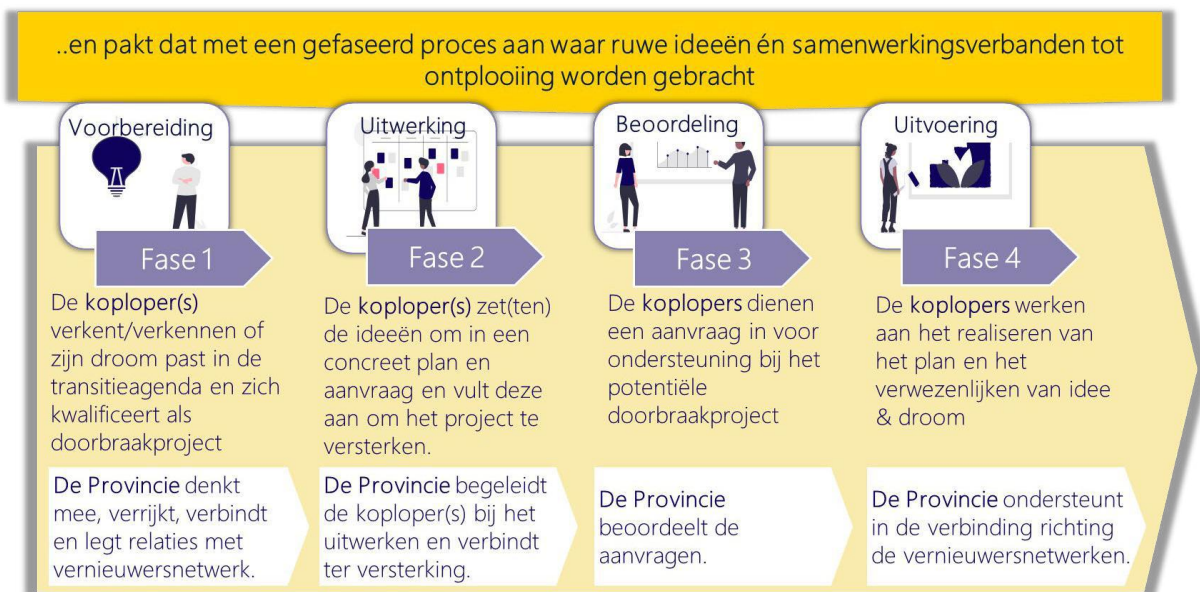 ..en pakt dat met een gefaseerd proces aan waar ruwe ideeën én samenwerkingsverbanden tot
ontplooiing worden gebracht
Voorbereiding
Fase 1
De koploper(s)
verkent/verkennen of
zijn droom past in de
transitieagenda en zich
kwalificeert als
doorbraakproject
De Provincie denkt
mee, verrijkt, verbindt
en legt relaties met
vernieuwersnetwerk.
Uitwerking
Fase 2
De koploper(s) zet(ten)
de ideeën om in een
concreet plan en
aanvraag en vult deze
aan om het project te
versterken.
De Provincie begeleidt
de koploper(s) bij het
uitwerken en verbindt
ter versterking.
Beoordeling
Fase 3
De koplopers dienen
een aanvraag in voor
ondersteuning bij het
potentiële
doorbraakproject
De Provincie
beoordeelt de
aanvragen.
Uitvoering
Fase 4
De koplopers werken
aan het realiseren van
het plan en het
verwezenlijken van idee
& droom
De Provincie ondersteunt
in de verbinding richting
de vernieuwersnetwerken.